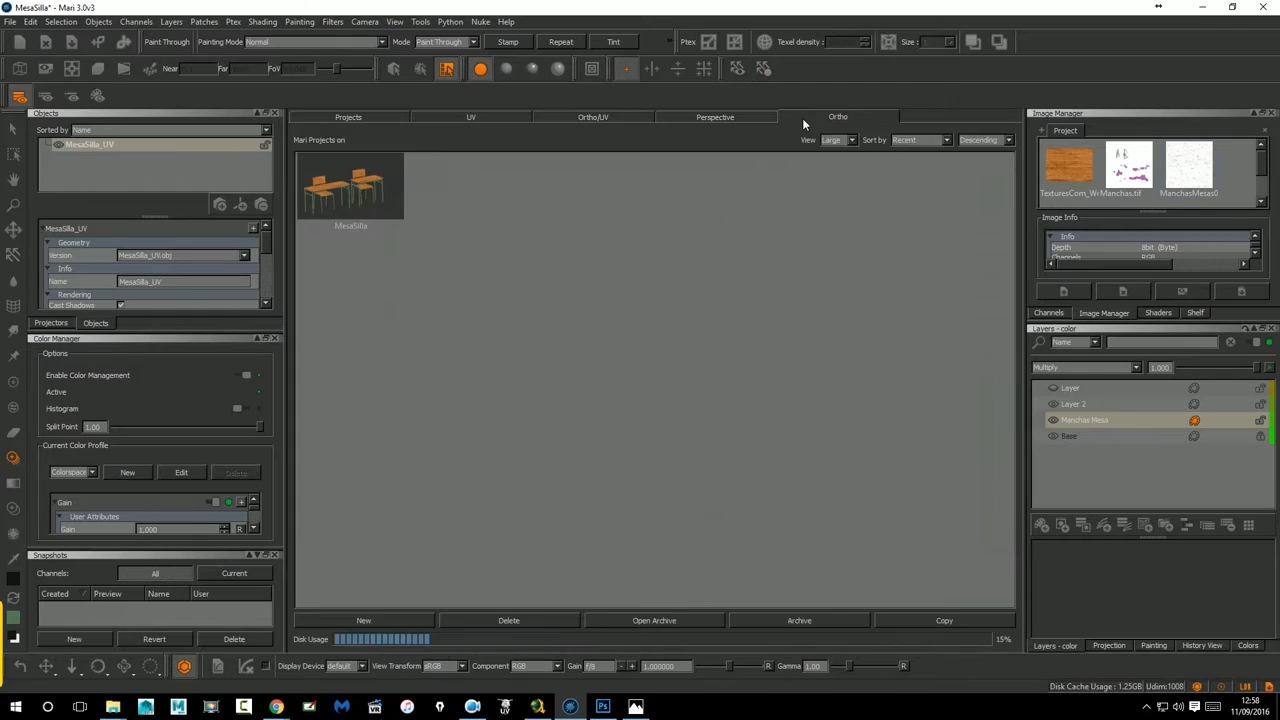 MesaSilla* - Mari 3.0v3
File Edit Selection Objects Channels Layers Patches Ptex Shading Painting Filters Camera View Tools Python Nuke Help
Paint Through Painting Mode Normal Mode Paint Through Stamp Repeat Tint Ptex Texel density: Size :
Near Far FoV
Objects
Sorted by Name
MesaSilla_UV
MesaSilla_UV
Geometry
Version MesaSilla_UV.obj
Info
Name MesaSilla_UV
Rendering
Cast Shadows
Projectors Objects
Color Manager
Options
Enable Color Management
Active
Histogram
Split Point 1.00
Current Color Profile
Colorspace New Edit Delete
Gain
User Attributes
Gain 1.000 R
Snapshots
Channels: All Current
Created Preview Name User
New Revert Delete
Projects UV Ortho/UV Perspective Ortho
Mari Projects on View Large Sort by Recent Descending
MesaSilla
New Delete Open Archive Archive Copy
Disk Usage 15%
Image Manager
Project
TexturesCom_W Manchas.tif ManchasMesas0
Image Info
Info
Depth 8bit (Byte)
Channels RGB
Channels Image Manager Shaders Shelf
Layers - color
Name
Multiply 1.000
Layer
Layer 2
Manchas Mesa
Base
Layers - color Projection Painting History View Colors
Display Device default View Transform sRGB Component RGB Gain f/8 1.000000 R Gamma 1.00 R
Disk Cache Usage : 1.25GB Udim:1008
12:58
11/09/2016